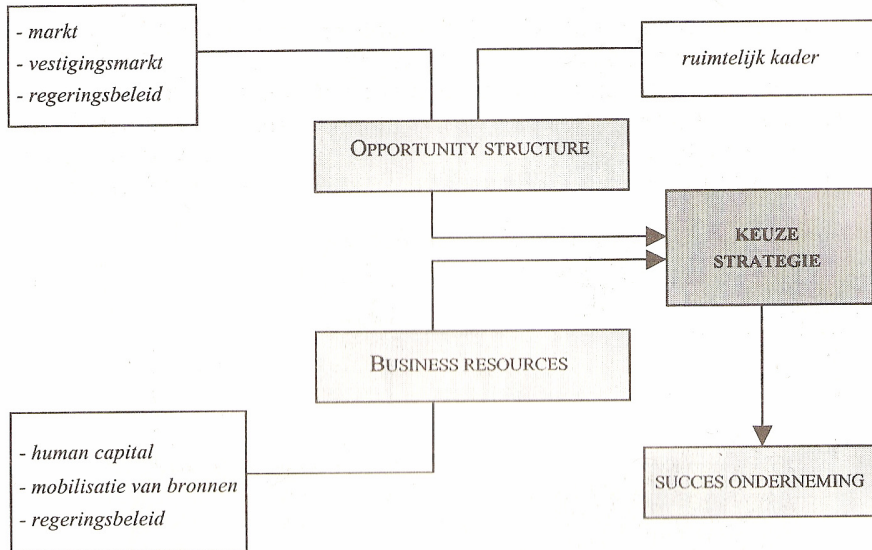 - markt
- vestigingsmarkt
- regeringsbeleid
ruimtelijk kader
OPPORTUNITY STRUCTURE
KEUZE
STRATEGIE
BUSINESS RESOURCES
- human capital
- mobilisatie van bronnen
- regeringsbeleid
SUCCES ONDERNEMING